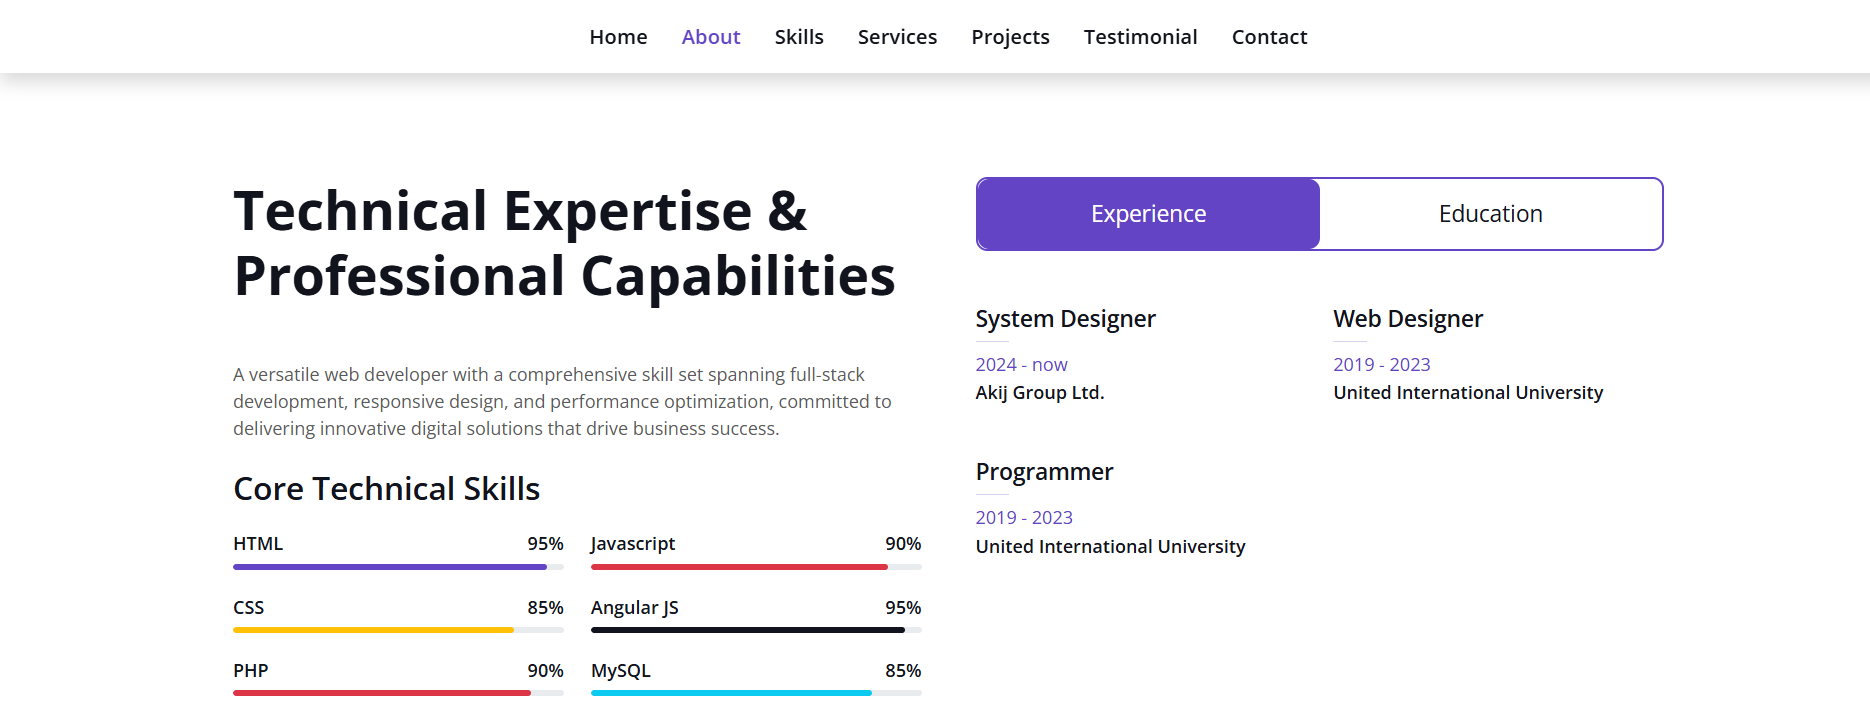 Home About Skills Services Projects Testimonial Contact
Technical Expertise &
Professional Capabilities
A versatile web developer with a comprehensive skill set spanning full-stack
development, responsive design, and performance optimization, committed to
delivering innovative digital solutions that drive business success.
Core Technical Skills
HTML 95%
Javascript 90%
CSS 85%
Angular JS 95%
PHP 90%
MySQL 85%
Experience Education
System Designer
2024 - now
Akij Group Ltd.
Web Designer
2019 - 2023
United International University
Programmer
2019 - 2023
United International University